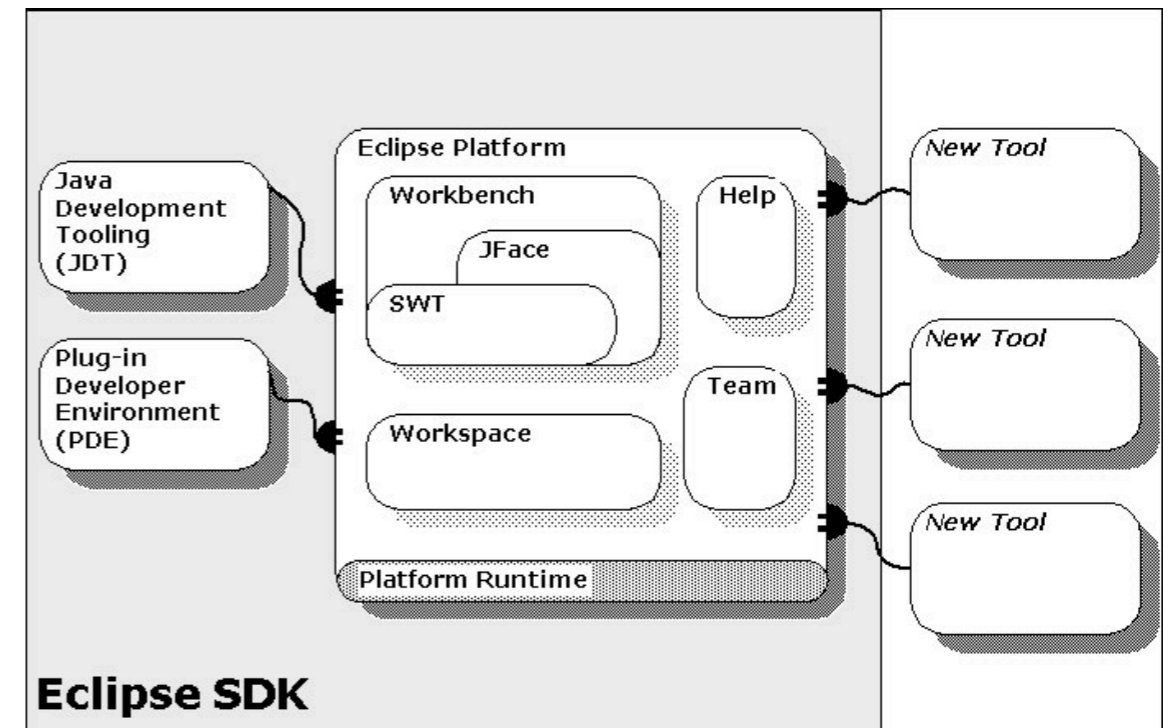 Java
Development
Tooling
(JDT)
Plug-in
Developer
Environment
(PDE)
Eclipse Platform
Workbench
JFace
SWT
Help
Workspace
Team
Platform Runtime
New Tool
New Tool
New Tool
Eclipse SDK